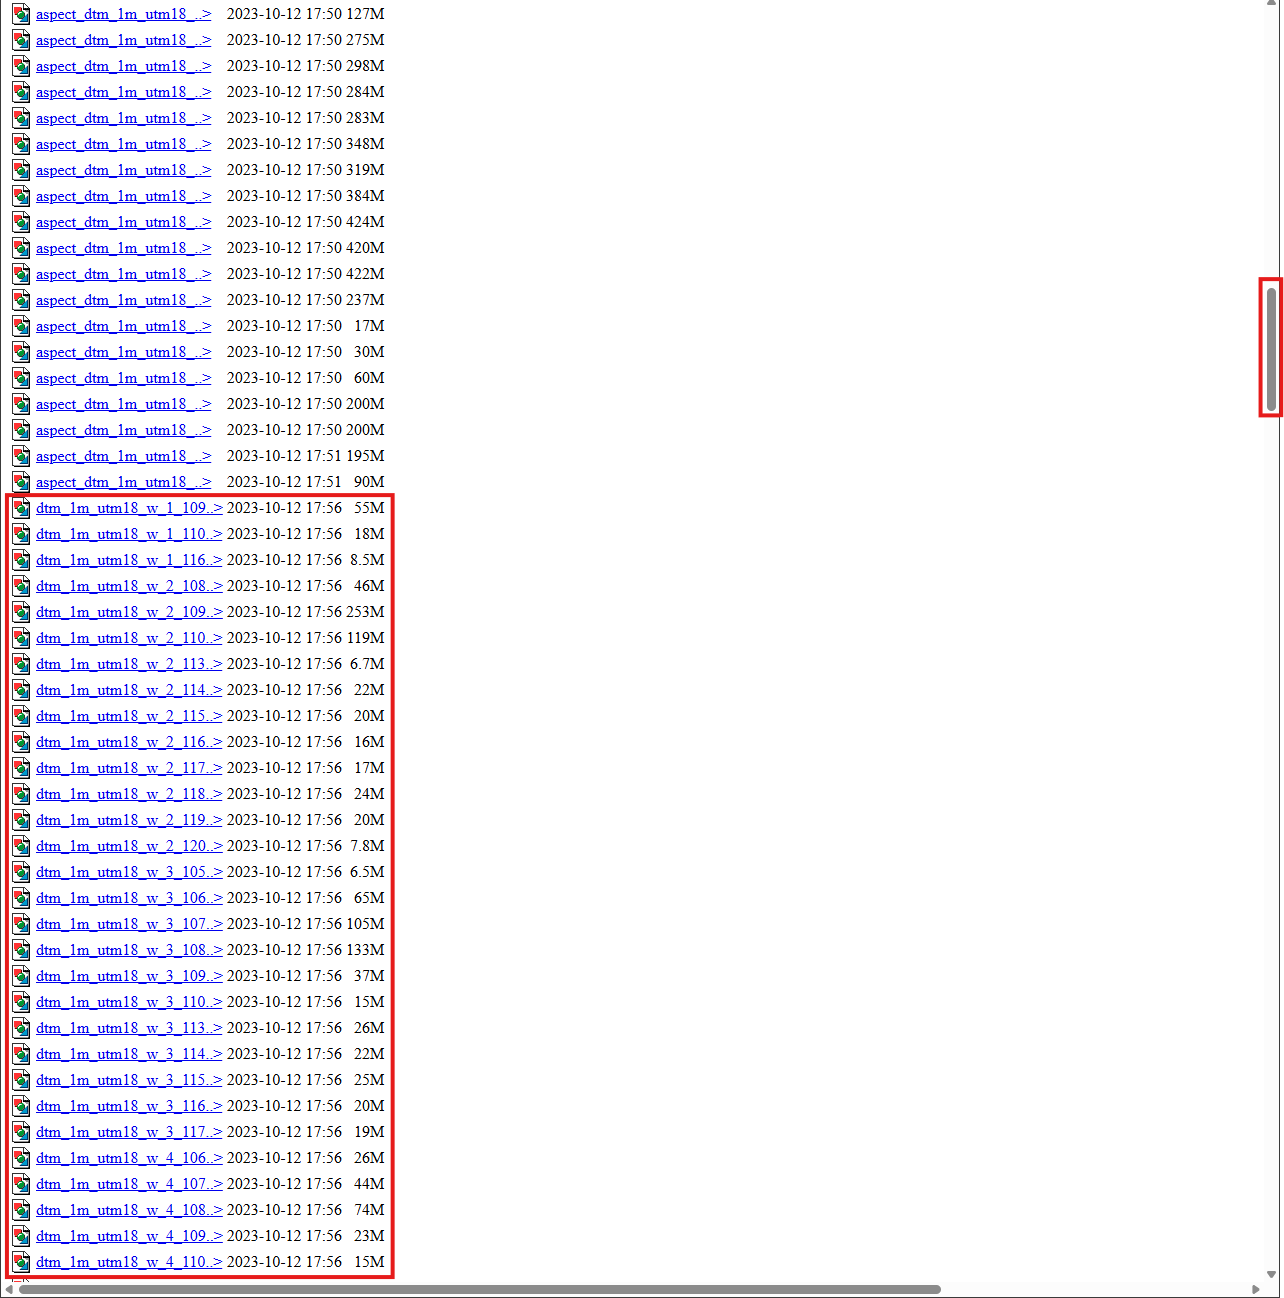 aspect_dtm_1m_utm18_..> 2023-10-12 17:50 127M
aspect_dtm_1m_utm18_..> 2023-10-12 17:50 275M
aspect_dtm_1m_utm18_..> 2023-10-12 17:50 298M
aspect_dtm_1m_utm18_..> 2023-10-12 17:50 284M
aspect_dtm_1m_utm18_..> 2023-10-12 17:50 283M
aspect_dtm_1m_utm18_..> 2023-10-12 17:50 348M
aspect_dtm_1m_utm18_..> 2023-10-12 17:50 319M
aspect_dtm_1m_utm18_..> 2023-10-12 17:50 384M
aspect_dtm_1m_utm18_..> 2023-10-12 17:50 424M
aspect_dtm_1m_utm18_..> 2023-10-12 17:50 420M
aspect_dtm_1m_utm18_..> 2023-10-12 17:50 422M
aspect_dtm_1m_utm18_..> 2023-10-12 17:50 237M
aspect_dtm_1m_utm18_..> 2023-10-12 17:50 17M
aspect_dtm_1m_utm18_..> 2023-10-12 17:50 30M
aspect_dtm_1m_utm18_..> 2023-10-12 17:50 60M
aspect_dtm_1m_utm18_..> 2023-10-12 17:50 200M
aspect_dtm_1m_utm18_..> 2023-10-12 17:50 200M
aspect_dtm_1m_utm18_..> 2023-10-12 17:51 195M
aspect_dtm_1m_utm18_..> 2023-10-12 17:51 90M
dtm_1m_utm18_w_1_109..> 2023-10-12 17:56 55M
dtm_1m_utm18_w_1_110..> 2023-10-12 17:56 18M
dtm_1m_utm18_w_1_116..> 2023-10-12 17:56 8.5M
dtm_1m_utm18_w_2_108..> 2023-10-12 17:56 46M
dtm_1m_utm18_w_2_109..> 2023-10-12 17:56 253M
dtm_1m_utm18_w_2_110..> 2023-10-12 17:56 119M
dtm_1m_utm18_w_2_113..> 2023-10-12 17:56 6.7M
dtm_1m_utm18_w_2_114..> 2023-10-12 17:56 22M
dtm_1m_utm18_w_2_115..> 2023-10-12 17:56 20M
dtm_1m_utm18_w_2_116..> 2023-10-12 17:56 16M
dtm_1m_utm18_w_2_117..> 2023-10-12 17:56 17M
dtm_1m_utm18_w_2_118..> 2023-10-12 17:56 24M
dtm_1m_utm18_w_2_119..> 2023-10-12 17:56 20M
dtm_1m_utm18_w_2_120..> 2023-10-12 17:56 7.8M
dtm_1m_utm18_w_3_105..> 2023-10-12 17:56 6.5M
dtm_1m_utm18_w_3_106..> 2023-10-12 17:56 65M
dtm_1m_utm18_w_3_107..> 2023-10-12 17:56 105M
dtm_1m_utm18_w_3_108..> 2023-10-12 17:56 133M
dtm_1m_utm18_w_3_109..> 2023-10-12 17:56 37M
dtm_1m_utm18_w_3_110..> 2023-10-12 17:56 15M
dtm_1m_utm18_w_3_113..> 2023-10-12 17:56 26M
dtm_1m_utm18_w_3_114..> 2023-10-12 17:56 22M
dtm_1m_utm18_w_3_115..> 2023-10-12 17:56 25M
dtm_1m_utm18_w_3_116..> 2023-10-12 17:56 20M
dtm_1m_utm18_w_3_117..> 2023-10-12 17:56 19M
dtm_1m_utm18_w_4_106..> 2023-10-12 17:56 26M
dtm_1m_utm18_w_4_107..> 2023-10-12 17:56 44M
dtm_1m_utm18_w_4_108..> 2023-10-12 17:56 74M
dtm_1m_utm18_w_4_109..> 2023-10-12 17:56 23M
dtm_1m_utm18_w_4_110..> 2023-10-12 17:56 15M